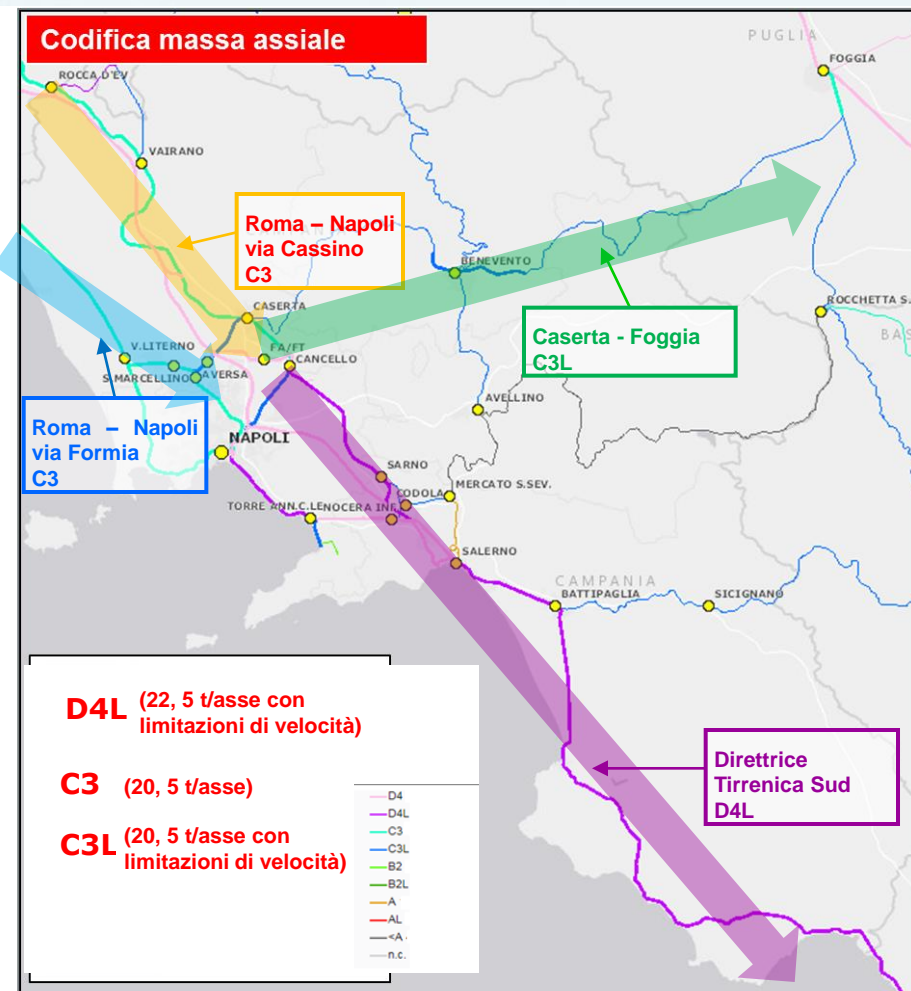 Codifica massa assiale
PUGLIA
FOGGIA
ROCCA D'EV
VAIRANO
Roma – Napoli
via Cassino
C3
BENEVENTO
CASERTA
ROCCHETTA S.
BAS
Caserta - Foggia
C3L
V.LITERNO
FA/FT
CANCELLO
S.MARCELLINO
AVERSA
AVELLINO
Roma – Napoli
via Formia
C3
NAPOLI
SARNO
MERCATO S.SEV.
CODOLA
TORRE ANN.C.LE
NOCERA INF
SALERNO
CAMPANIA
BATTIPAGLIA
SICIGNANO
D4L (22, 5 t/asse con
limitazioni di velocità)
C3 (20, 5 t/asse)
C3L (20, 5 t/asse con
limitazioni di velocità)
D4
D4L
C3
C3L
B2
B2L
A
AL
<A
n.c.
Direttrice
Tirrenica Sud
D4L